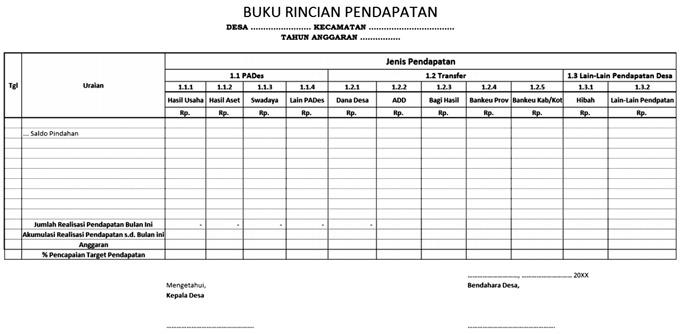 BUKU RINCIAN PENDAPATAN
DESA ........................ KECAMATAN ..................................
TAHUN ANGGARAN ................
Tgl Uraian Jenis Pendapatan
1.1 PADes 1.2 Transfer 1.3 Lain-Lain Pendapatan Desa
1.1.1 1.1.2 1.1.3 1.1.4 1.2.1 1.2.2 1.2.3 1.2.4 1.2.5 1.3.1 1.3.2
Hasil Usaha Hasil Aset Swadaya Lain PADes Dana Desa ADD Bagi Hasil Bankeu Prov Bankeu Kab/Kot Hibah Lain-Lain Pendpatan
Rp. Rp. Rp. Rp. Rp. Rp. Rp. Rp. Rp. Rp. Rp.
... Saldo Pindahan
Jumlah Realisasi Pendapatan Bulan Ini - - - - -
Akumulasi Realisasi Pendapatan s.d. Bulan ini
Anggaran
% Pencapaian Target Pendapatan
........................, ........................ 20XX
Mengetahui,
Kepala Desa
Bendahara Desa,
..........................................
..........................................